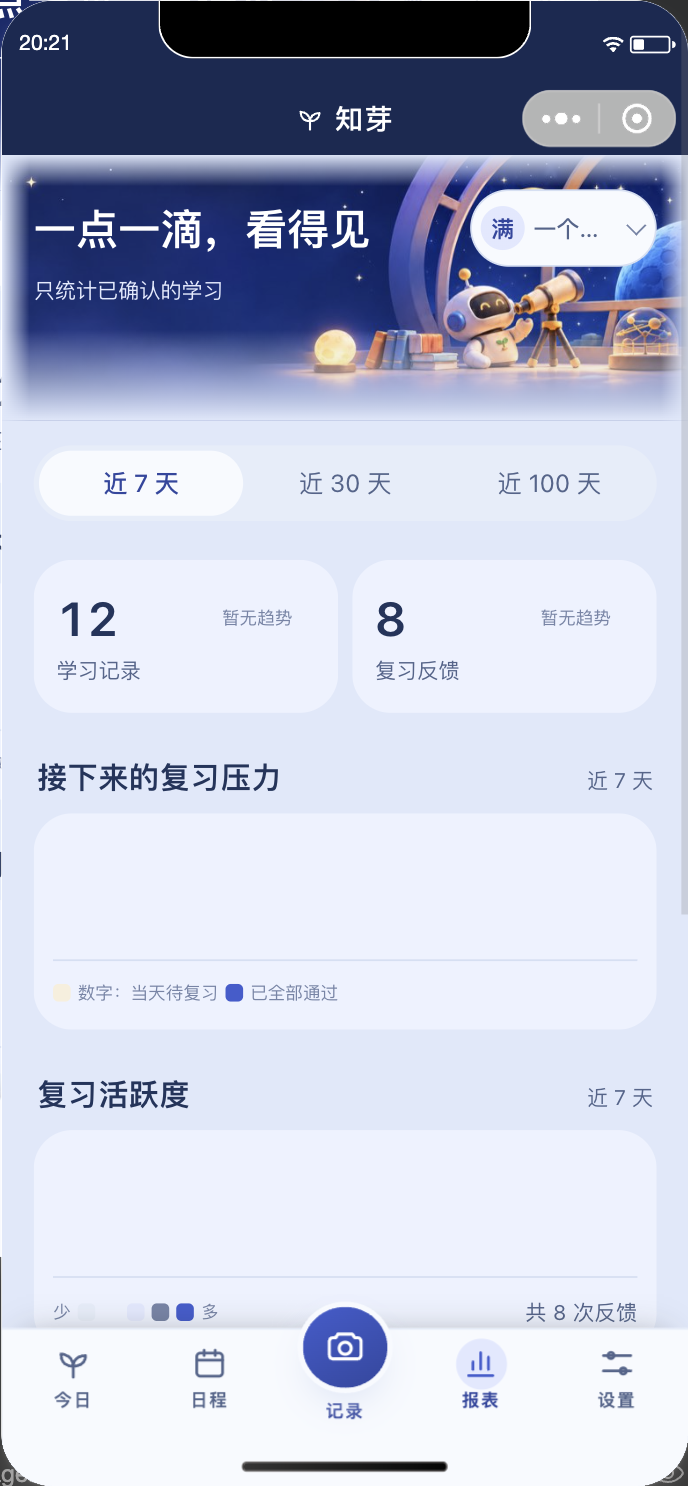 20:21
知芽
一点一滴，看得见
满 一个...
只统计已确认的学习
近 7 天 近 30 天 近 100 天
12 暂无趋势
学习记录
8 暂无趋势
复习反馈
接下来的复习压力 近 7 天
数字：当天待复习 已全部通过
复习活跃度 近 7 天
少 多 共 8 次反馈
今日 日程 记录 报表 设置